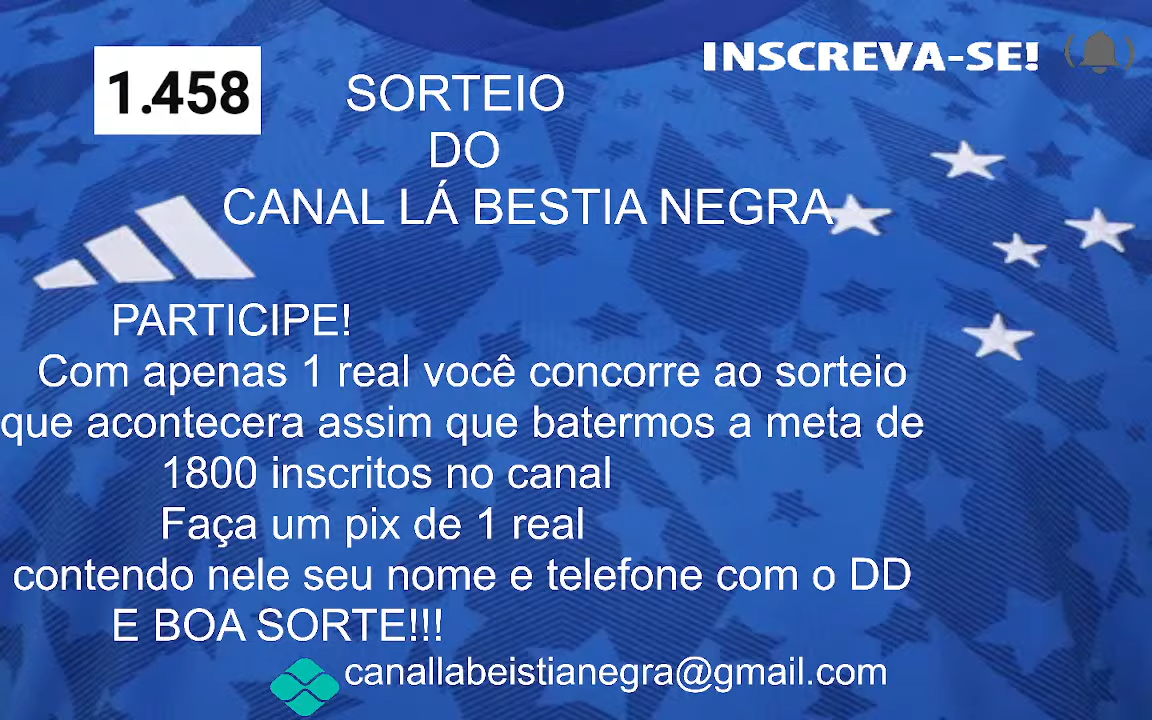 INSCREVA-SE!
1.458
SORTEIO
DO
CANAL LÁ BESTIA NEGRA
PARTICIPE!
Com apenas 1 real você concorre ao sorteio
que acontecera assim que batermos a meta de
1800 inscritos no canal
Faça um pix de 1 real
contendo nele seu nome e telefone com o DD
E BOA SORTE!!!
canallabeistianegra@gmail.com